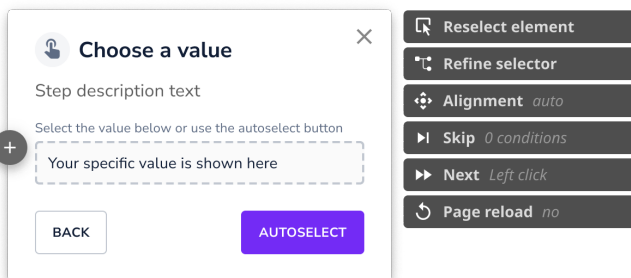 Choose a value
Step description text
Select the value below or use the autoselect button
Your specific value is shown here
BACK
AUTOSELECT
Reselect element
Refine selector
Alignment auto
Skip 0 conditions
Next Left click
Page reload no